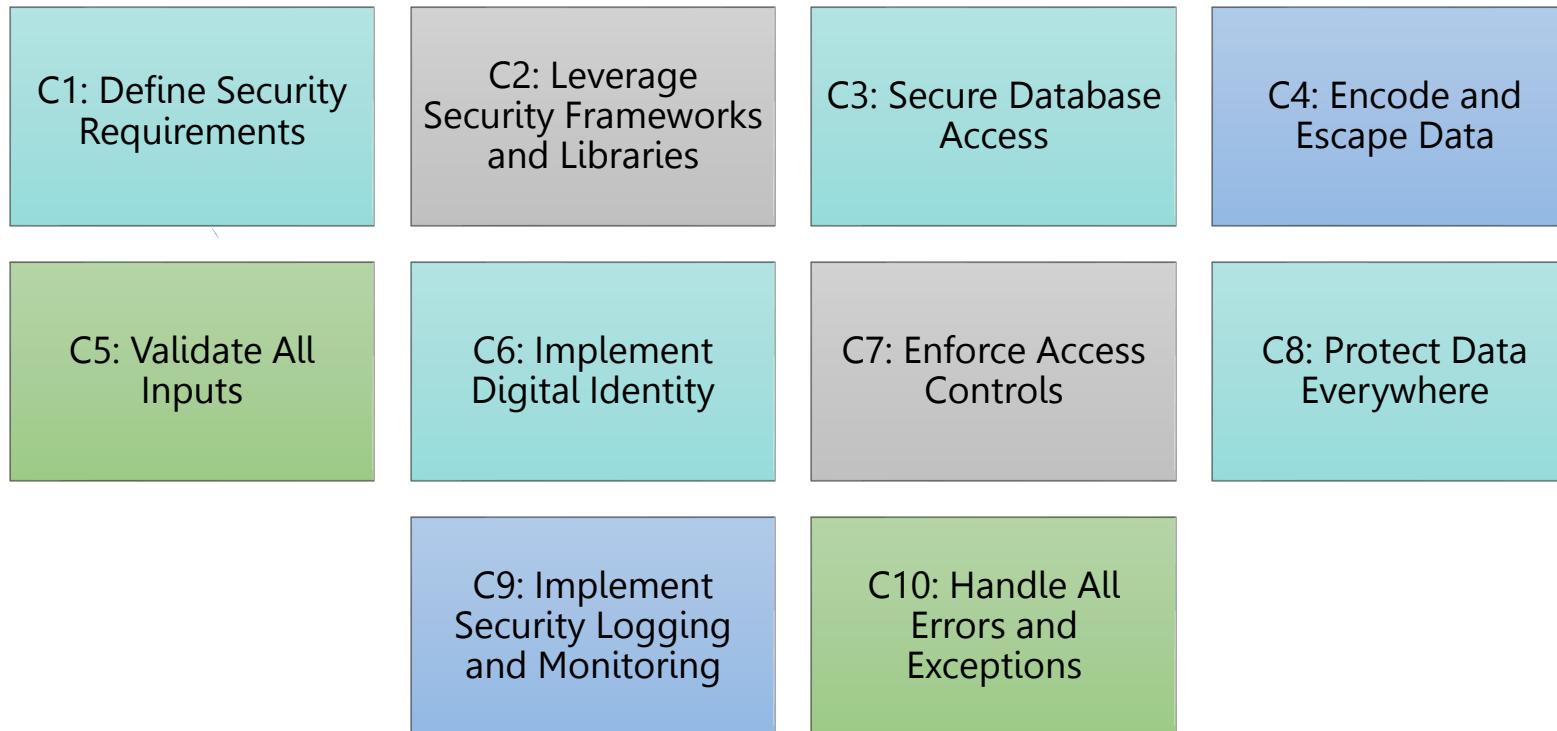 C1: Define Security
Requirements
C2: Leverage
Security Frameworks
and Libraries
C3: Secure Database
Access
C4: Encode and
Escape Data
C5: Validate All
Inputs
C6: Implement
Digital Identity
C7: Enforce Access
Controls
C8: Protect Data
Everywhere
C9: Implement
Security Logging
and Monitoring
C10: Handle All
Errors and
Exceptions